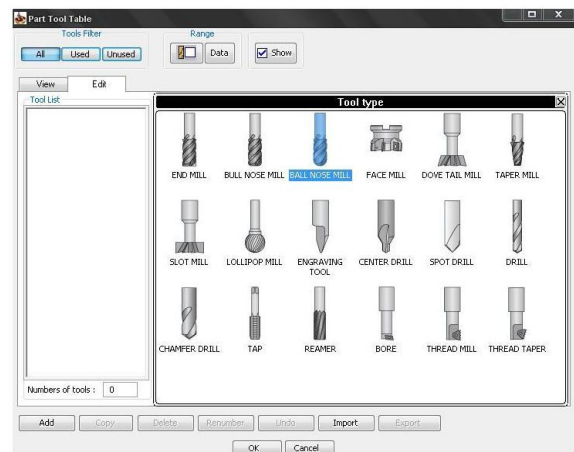 Part Tool Table
Tools Filter
Range
All Used Unused
Data
Show
View Edit
Tool List
Tool type
END MILL BULL NOSE MILL BALL NOSE MILL FACE MILL DOVE TAIL MILL TAPER MILL
SLOT MILL LOLLIPOP MILL ENGRAVING TOOL CENTER DRILL SPOT DRILL DRILL
CHAMFER DRILL TAP REAMER BORE THREAD MILL THREAD TAPER
Numbers of tools : 0
Add Copy Delete Renumber Undo Import Export
OK Cancel